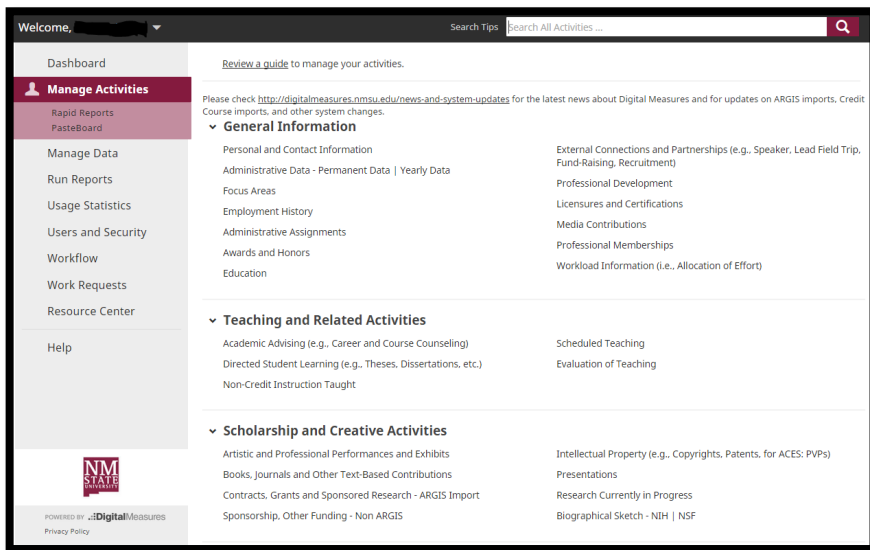 Welcome,
Search Tips
Search All Activities ...
Dashboard
Manage Activities
Rapid Reports
PasteBoard
Manage Data
Run Reports
Usage Statistics
Users and Security
Workflow
Work Requests
Resource Center
Help
NM
STATE
UNIVERSITY
POWERED BY .:DigitalMeasures
Privacy Policy
Review a guide to manage your activities.
Please check http://digitalmeasures.nmsu.edu/news-and-system-updates for the latest news about Digital Measures and for updates on ARGIS imports, Credit
Course imports, and other system changes.
General Information
Personal and Contact Information
Administrative Data - Permanent Data | Yearly Data
Focus Areas
Employment History
Administrative Assignments
Awards and Honors
Education
External Connections and Partnerships (e.g., Speaker, Lead Field Trip,
Fund-Raising, Recruitment)
Professional Development
Licensures and Certifications
Media Contributions
Professional Memberships
Workload Information (i.e., Allocation of Effort)
Teaching and Related Activities
Academic Advising (e.g., Career and Course Counseling)
Directed Student Learning (e.g., Theses, Dissertations, etc.)
Non-Credit Instruction Taught
Scheduled Teaching
Evaluation of Teaching
Scholarship and Creative Activities
Artistic and Professional Performances and Exhibits
Books, Journals and Other Text-Based Contributions
Contracts, Grants and Sponsored Research - ARGIS Import
Sponsorship, Other Funding - Non ARGIS
Intellectual Property (e.g., Copyrights, Patents, for ACES: PVPs)
Presentations
Research Currently in Progress
Biographical Sketch - NIH | NSF